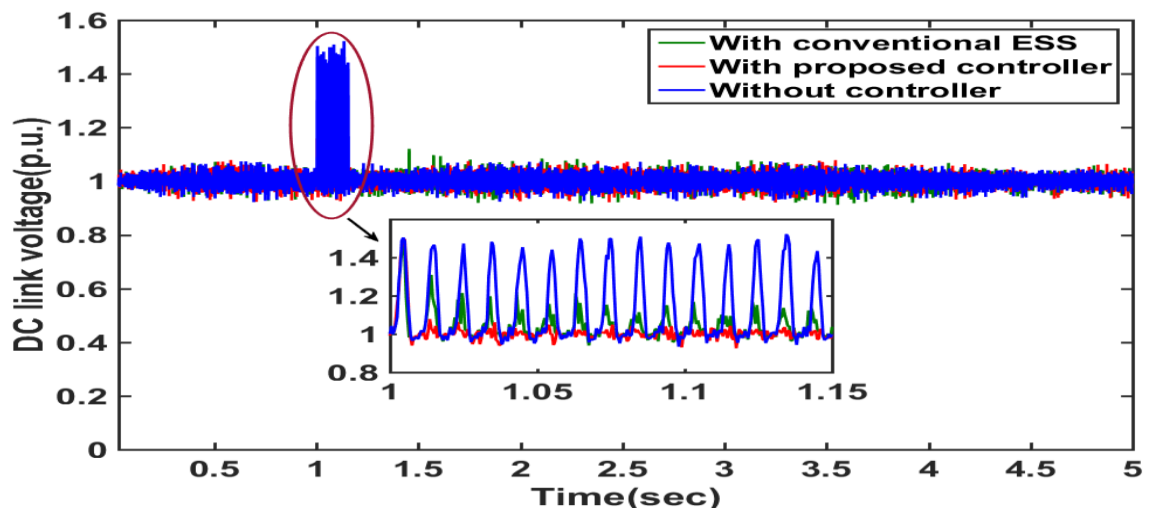 DC link voltage(p.u.)
1.6
1.4
1.2
1
0.8
0.6
0.4
0.2
0
With conventional ESS
With proposed controller
Without controller
1.4
1.2
1
0.8
1 1.05 1.1 1.15
0.5 1 1.5 2 2.5 3 3.5 4 4.5 5
Time(sec)